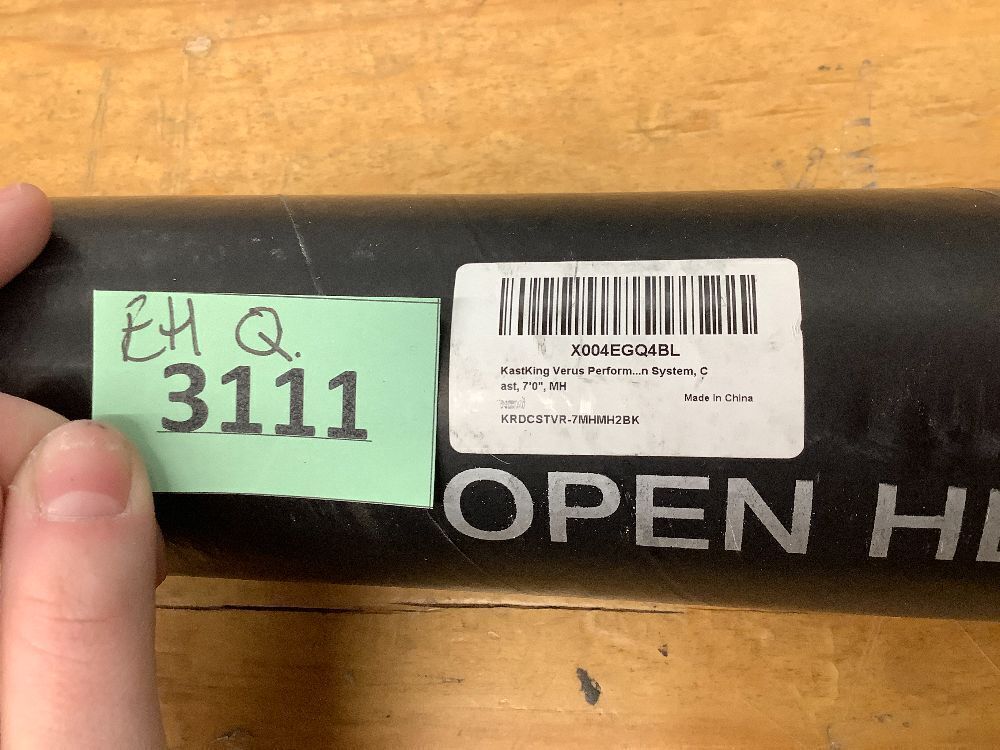 EH Q.
3111
X004EGQ4BL
KastKing Verus Perform...n System, C
ast, 7'0", MH
Made In China
KRDCSTVR-7MHMH2BK
OPEN